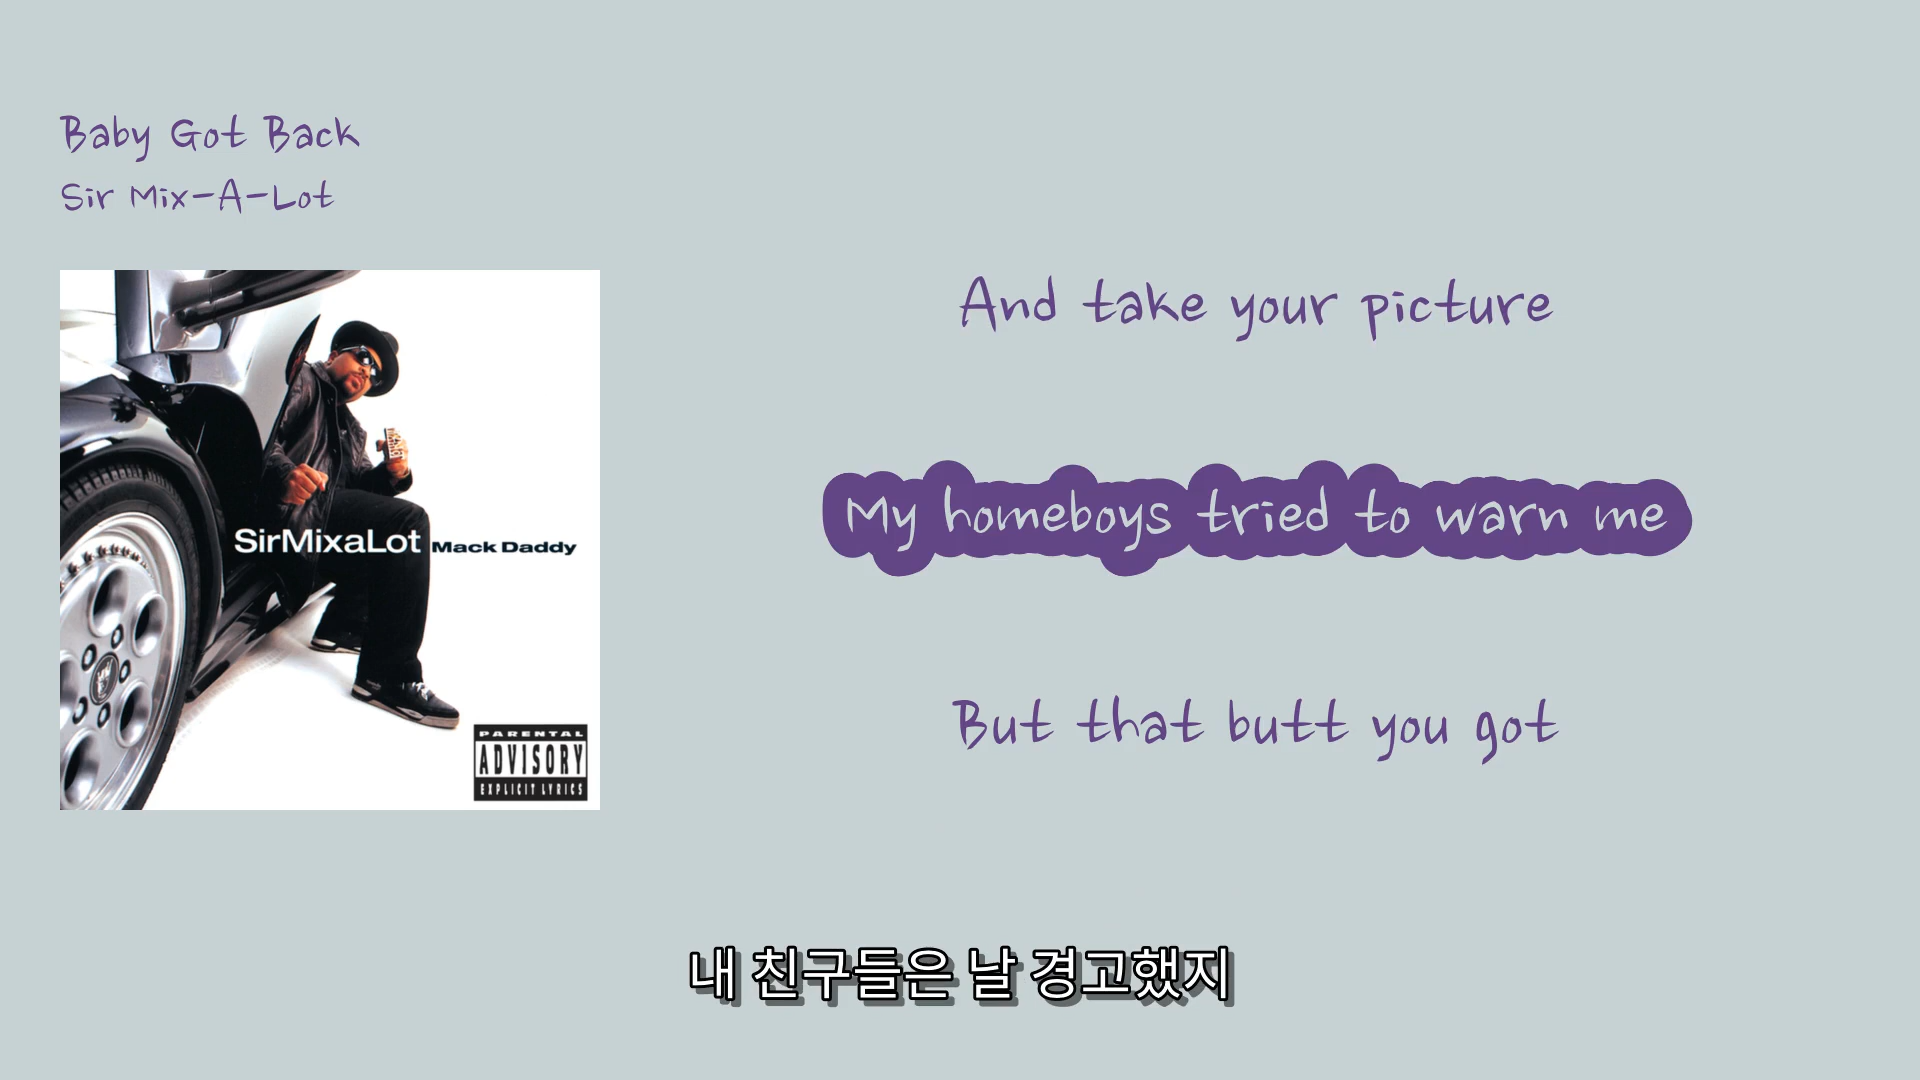 Baby Got Back
Sir Mix-A-Lot
And take your picture
My homeboys tried to warn me
But that butt you got
SirMixaLot Mack Daddy
PARENTAL
ADVISORY
EXPLICIT LYRICS
내 친구들은 날 경고했지